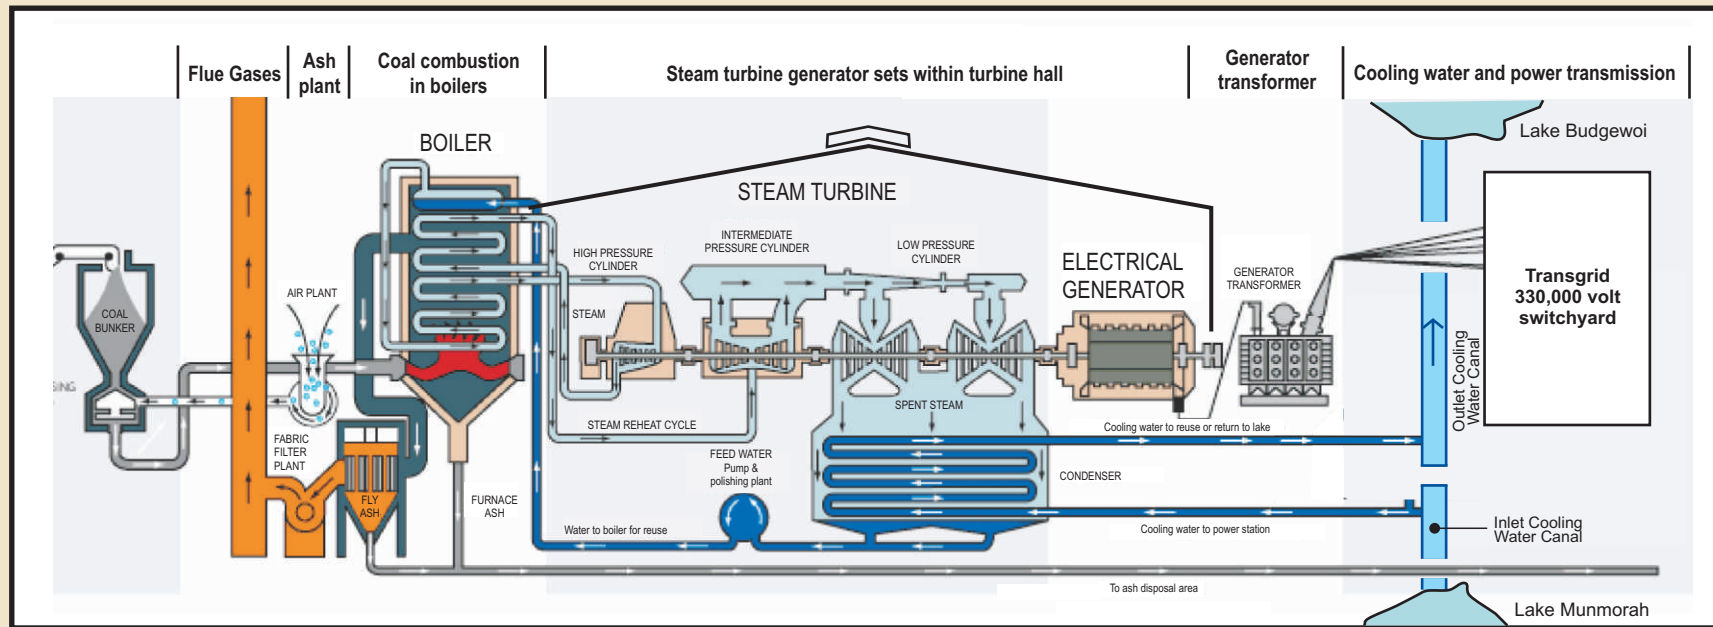 Flue Gases
Ash
plant
Coal combustion
in boilers
Steam turbine generator sets within turbine hall
Generator
transformer
Cooling water and power transmission
Lake Budgewoi
BOILER
STEAM TURBINE
HIGH PRESSURE
CYLINDER
INTERMEDIATE
PRESSURE CYLINDER
LOW PRESSURE
CYLINDER
ELECTRICAL
GENERATOR
GENERATOR
TRANSFORMER
Transgrid
330,000 volt
switchyard
AIR PLANT
COAL
BUNKER
STEAM
SING
Outlet Cooling
Water Canal
SPENT STEAM
STEAM REHEAT CYCLE
Cooling water to reuse or return to lake
FABRIC
FILTER
PLANT
FEED WATER
Pump &
polishing plant
CONDENSER
FLY
ASH
FURNACE
ASH
Water to boiler for reuse
Cooling water to power station
Inlet Cooling
Water Canal
To ash disposal area
Lake Munmorah